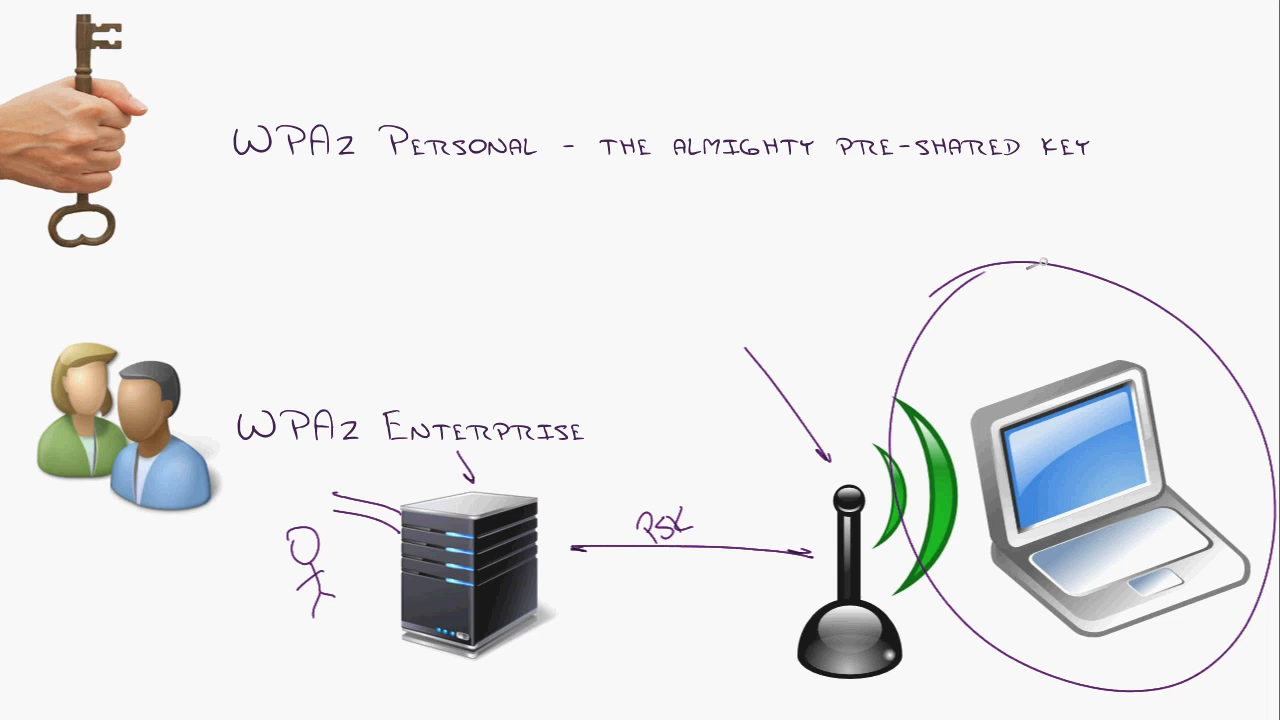 WPA2 PERSONAL - THE ALMIGHTY PRE-SHARED KEY
WPA2 ENTERPRISE
PSK